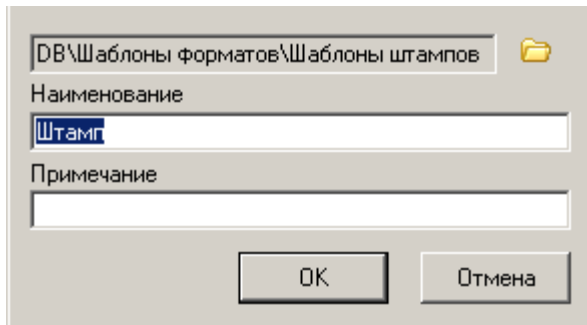 DB\Шаблоны форматов\Шаблоны штампов
Наименование
Штамп
Примечание
OK
Отмена